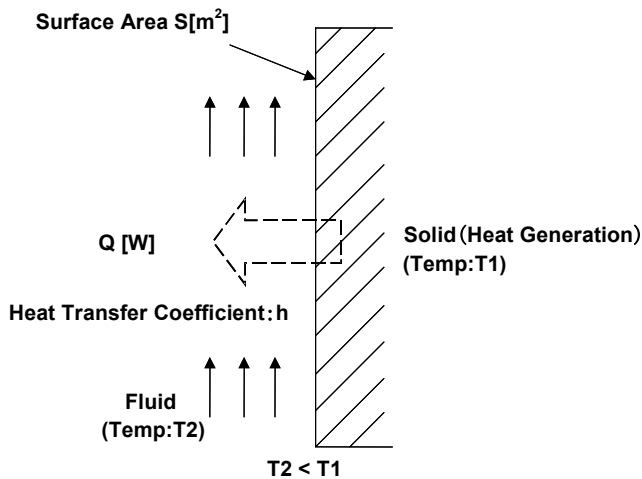 Surface Area S[m²]
Q [W]
Solid（Heat Generation）
(Temp:T1)
Heat Transfer Coefficient：h
Fluid
(Temp:T2)
T2 < T1